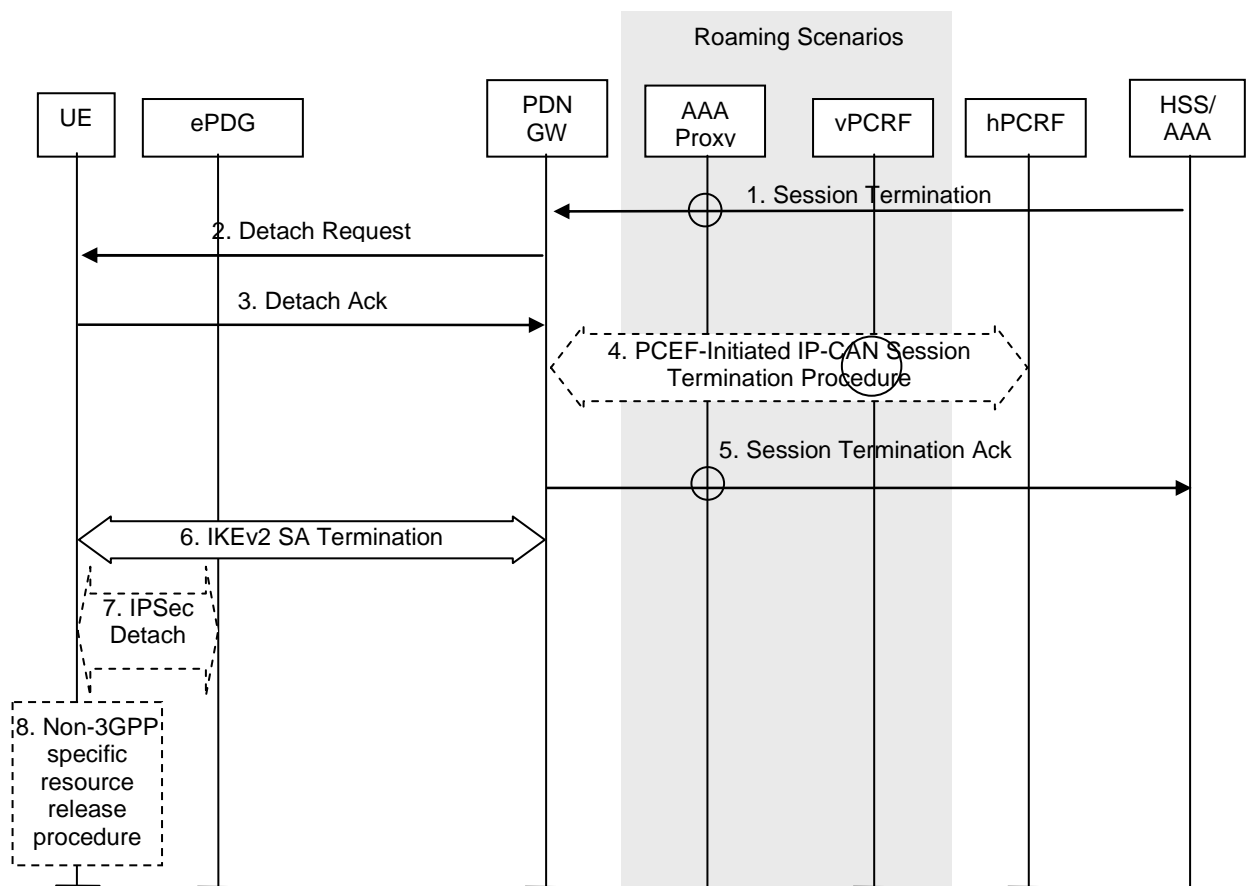 Roaming Scenarios
UE
ePDG
PDN
GW
AAA
Proxy
vPCRF
hPCRF
HSS/
AAA
1. Session Termination
2. Detach Request
3. Detach Ack
4. PCEF-Initiated IP-CAN Session
Termination Procedure
5. Session Termination Ack
6. IKEv2 SA Termination
7. IPSec
Detach
8. Non-3GPP
specific
resource
release
procedure